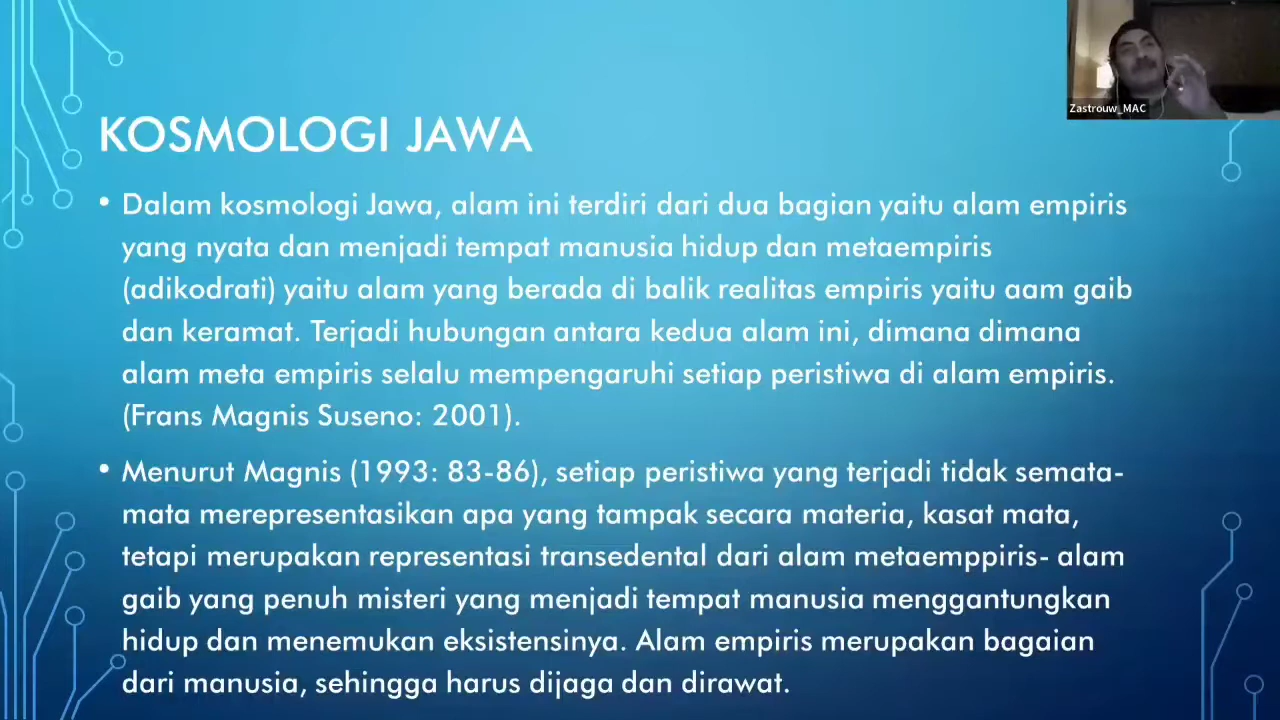 Zastrouw_MAC
KOSMOLOGI JAWA
• Dalam kosmologi Jawa, alam ini terdiri dari dua bagian yaitu alam empiris
yang nyata dan menjadi tempat manusia hidup dan metaempiris
(adikodrati) yaitu alam yang berada di balik realitas empiris yaitu aam gaib
dan keramat. Terjadi hubungan antara kedua alam ini, dimana dimana
alam meta empiris selalu mempengaruhi setiap peristiwa di alam empiris.
(Frans Magnis Suseno: 2001).
• Menurut Magnis (1993: 83-86), setiap peristiwa yang terjadi tidak semata-
mata merepresentasikan apa yang tampak secara materia, kasat mata,
tetapi merupakan representasi transedental dari alam metaemppiris- alam
gaib yang penuh misteri yang menjadi tempat manusia menggantungkan
hidup dan menemukan eksistensinya. Alam empiris merupakan bagaian
dari manusia, sehingga harus dijaga dan dirawat.